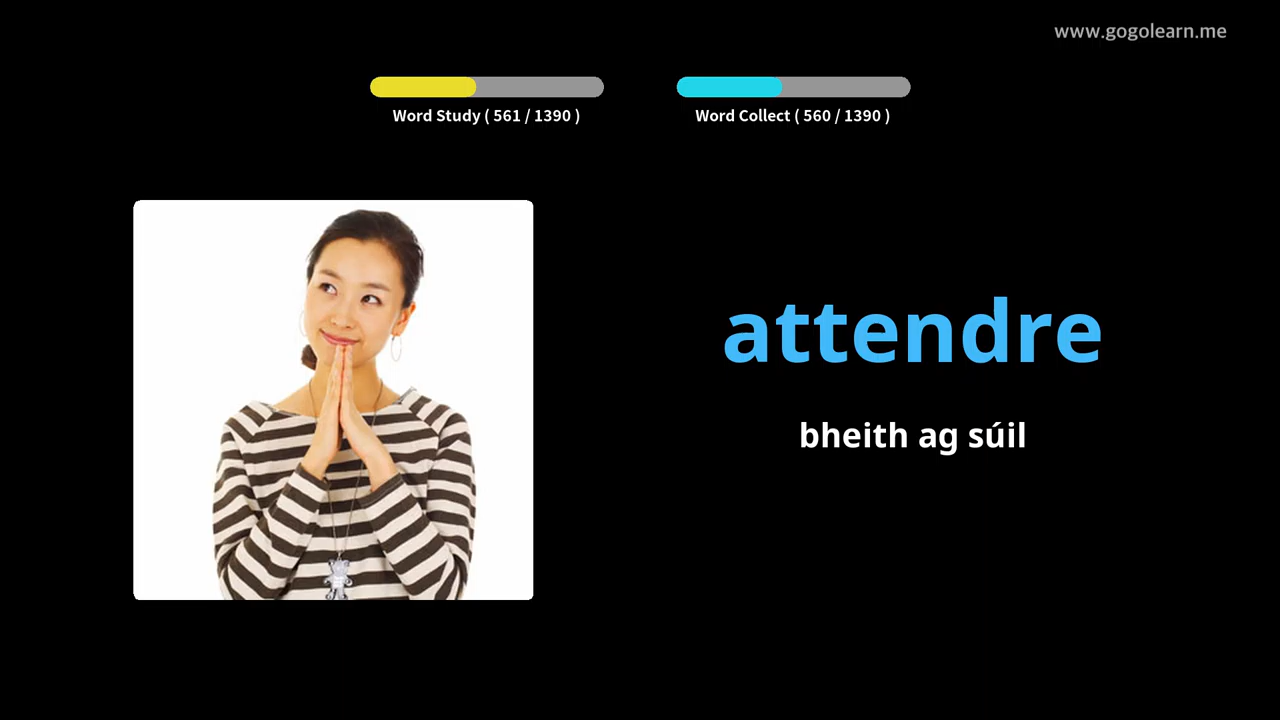 www.gogolearn.me
Word Study ( 561 / 1390 )
Word Collect ( 560 / 1390 )
attendre
bheith ag súil